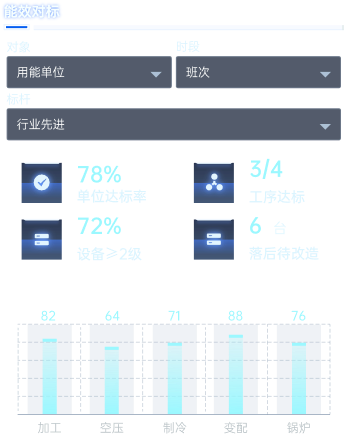 能效对标
对象 时段
用能单位 班次
标杆
行业先进
78% 3/4
单位达标率 工序达标
72% 6 台
设备≥2级 落后待改造
82 64 71 88 76
加工 空压 制冷 变配 锅炉